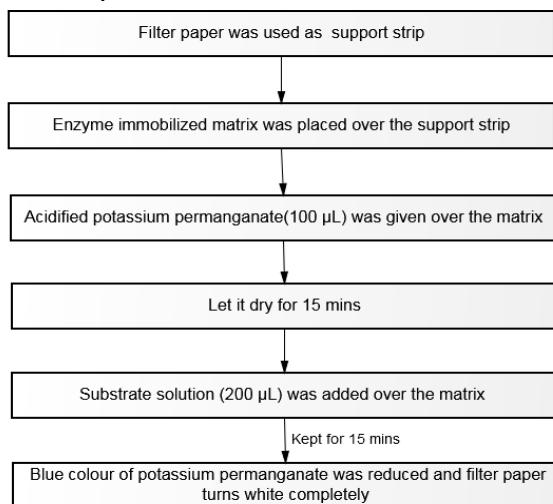 Filter paper was used as support strip
Enzyme immobilized matrix was placed over the support strip
Acidified potassium permanganate(100 µL) was given over the matrix
Let it dry for 15 mins
Substrate solution (200 µL) was added over the matrix
Kept for 15 mins
Blue colour of potassium permanganate was reduced and filter paper
turns white completely